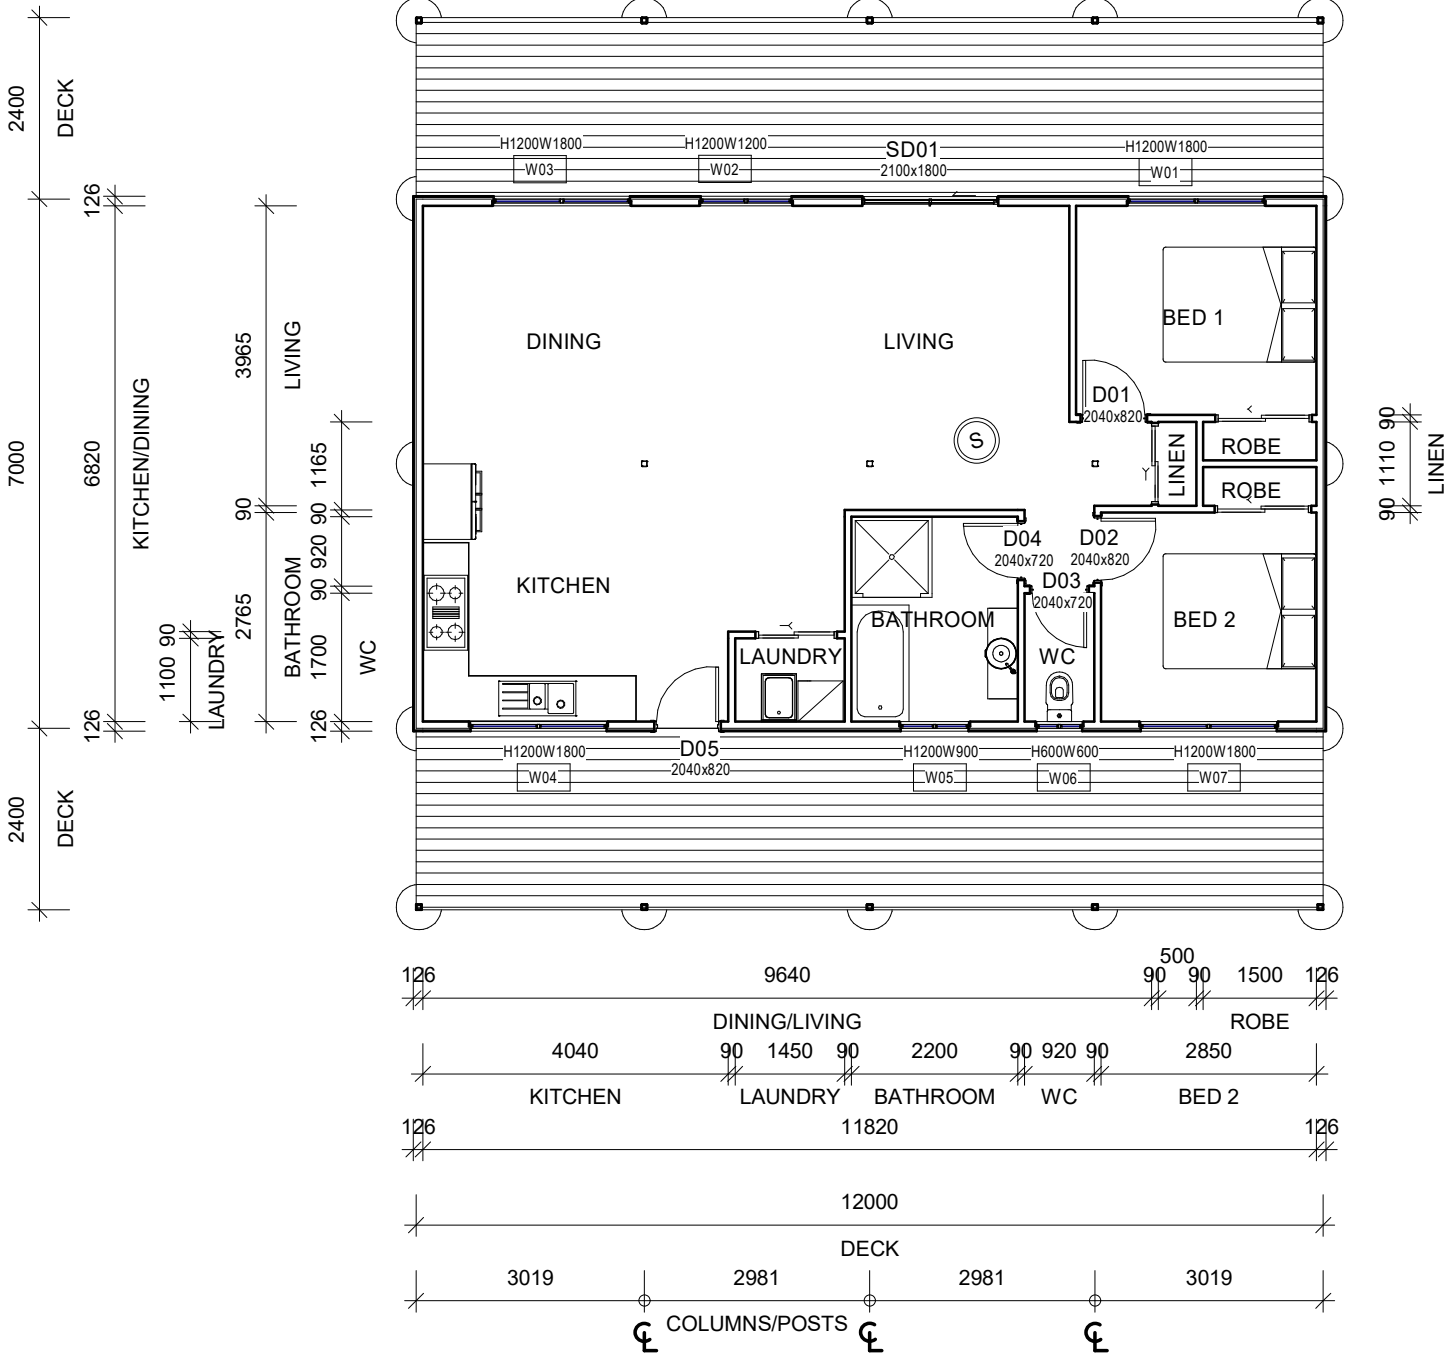 2400
DECK
126
7000
6820
KITCHEN/DINING
3965
LIVING
90
2765
BATHROOM
1165
90
920
90
1700
WC
126
1100
90
LAUNDRY
126
2400
DECK
H1200W1800
W03
H1200W1200
W02
SD01
2100x1800
H1200W1800
W01
DINING
LIVING
BED 1
D01
2040x820
S
LINEN
ROBE
ROBE
90
1110
90
LINEN
KITCHEN
D04
2040x720
D02
2040x820
D03
2040x720
BATHROOM
BED 2
LAUNDRY
WC
H1200W1800
W04
D05
2040x820
H1200W900
W05
H600W600
W06
H1200W1800
W07
126
9640
90
500
90
1500
126
DINING/LIVING
ROBE
4040
90
1450
90
2200
90
920
90
2850
KITCHEN
LAUNDRY
BATHROOM
WC
BED 2
126
11820
126
12000
DECK
3019
2981
2981
3019
COLUMNS/POSTS
℄
℄
℄